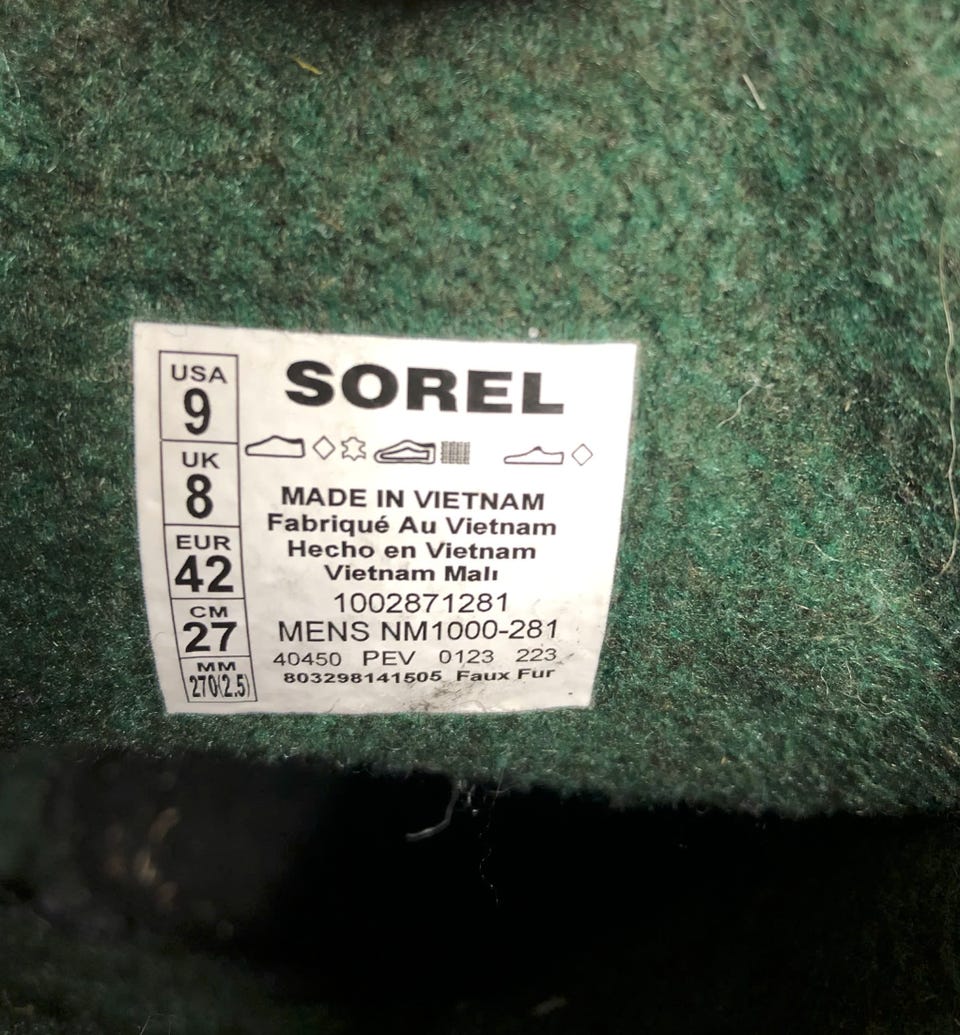 USA
9
UK
8
EUR
42
CM
27
MM
270(2.5)
SOREL
MADE IN VIETNAM
Fabriqué Au Vietnam
Hecho en Vietnam
Vietnam Malı
1002871281
MENS NM1000-281
40450 PEV 0123 223
803298141505 Faux Fur